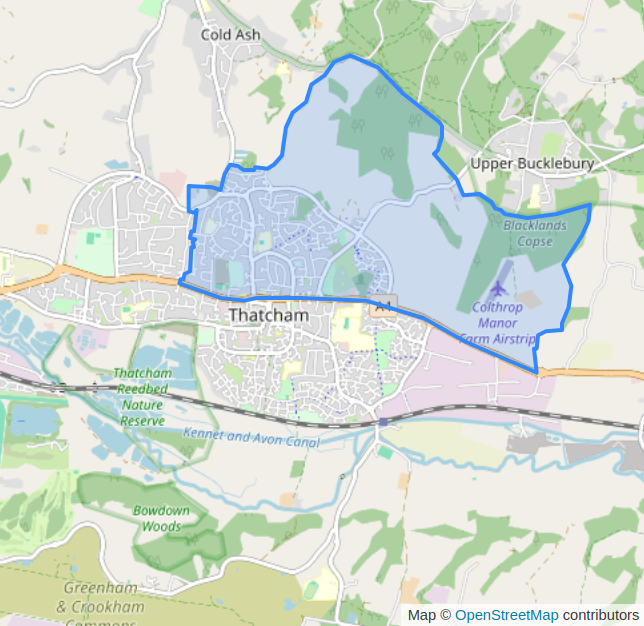 Cold Ash
Upper Bucklebury
Blacklands
Copse
Colthrop
Manor
Farm Airstrip
A4
Thatcham
Thatcham
Reedbed
Nature
Reserve
Kennet and Avon Canal
Bowdown
Woods
Greenham
& Crookham
Commons
Map © OpenStreetMap contributors